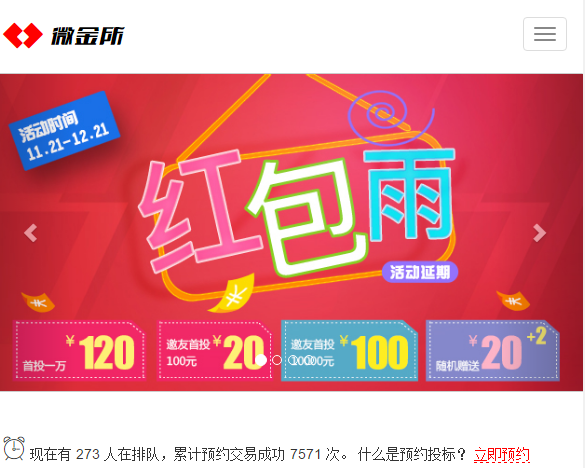 微金所
活动时间
11.21-12.21
红包雨
活动延期
首投一万 ¥120
邀友首投 100元 ¥20
邀友首投 10000元 ¥100
随机赠送 ¥20 +2
现在有 273 人在排队，累计预约交易成功 7571 次。 什么是预约投标？ 立即预约